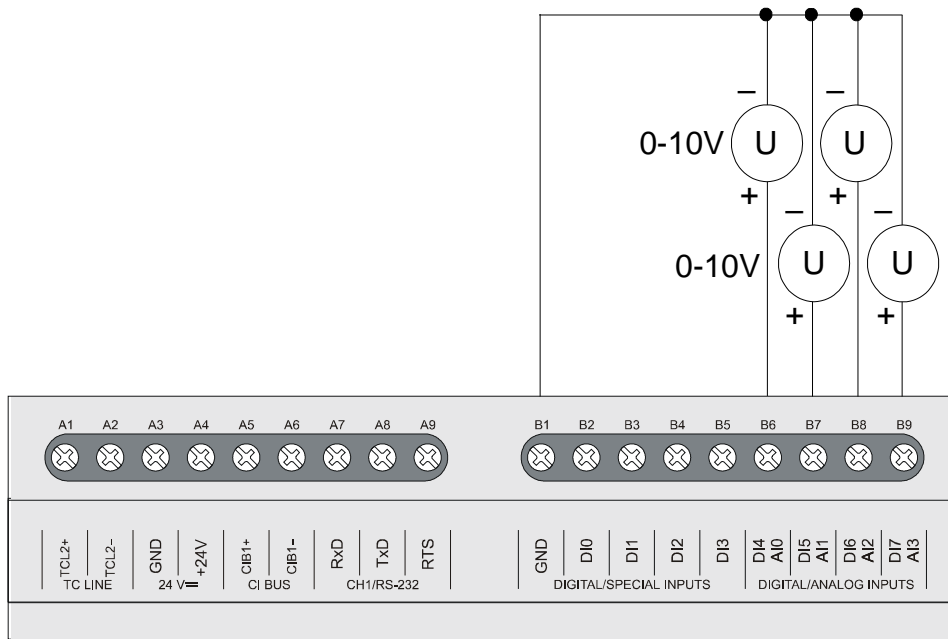 − −
0-10V U U
+ +
− −
0-10V U U
+ +
A1 A2 A3 A4 A5 A6 A7 A8 A9 B1 B2 B3 B4 B5 B6 B7 B8 B9
TCL2+ TCL2− GND +24V CIB1+ CIB1− RxD TxD RTS GND DI0 DI1 DI2 DI3 DI4 AI0 DI5 AI1 DI6 AI2 DI7 AI3
TC LINE 24 V CI BUS CH1/RS-232 DIGITAL/SPECIAL INPUTS DIGITAL/ANALOG INPUTS